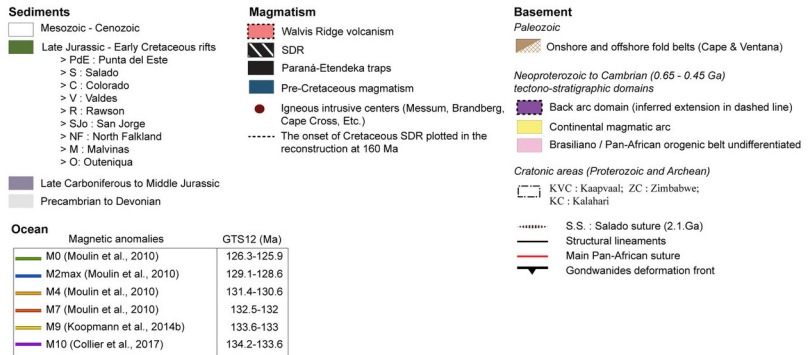 Sediments
Mesozoic - Cenozoic
Late Jurassic - Early Cretaceous rifts
> PdE : Punta del Este
> S : Salado
> C : Colorado
> V : Valdes
> R : Rawson
> SJo : San Jorge
> NF : North Falkland
> M : Malvinas
> O: Outeniqua
Late Carboniferous to Middle Jurassic
Precambrian to Devonian
Magmatism
Walvis Ridge volcanism
SDR
Paraná-Etendeka traps
Pre-Cretaceous magmatism
Igneous intrusive centers (Messum, Brandberg,
Cape Cross, Etc.)
The onset of Cretaceous SDR plotted in the
reconstruction at 160 Ma
Basement
Paleozoic
Onshore and offshore fold belts (Cape & Ventana)
Neoproterozoic to Cambrian (0.65 - 0.45 Ga)
tectono-stratigraphic domains
Back arc domain (inferred extension in dashed line)
Continental magmatic arc
Brasiliano / Pan-African orogenic belt undifferentiated
Cratonic areas (Proterozoic and Archean)
KVC : Kaapvaal; ZC : Zimbabwe;
KC : Kalahari
S.S. : Salado suture (2.1.Ga)
Structural lineaments
Main Pan-African suture
Gondwanides deformation front
Ocean
Magnetic anomalies GTS12 (Ma)
M0 (Moulin et al., 2010) 126.3-125.9
M2max (Moulin et al., 2010) 129.1-128.6
M4 (Moulin et al., 2010) 131.4-130.6
M7 (Moulin et al., 2010) 132.5-132
M9 (Koopmann et al., 2014b) 133.6-133
M10 (Collier et al., 2017) 134.2-133.6